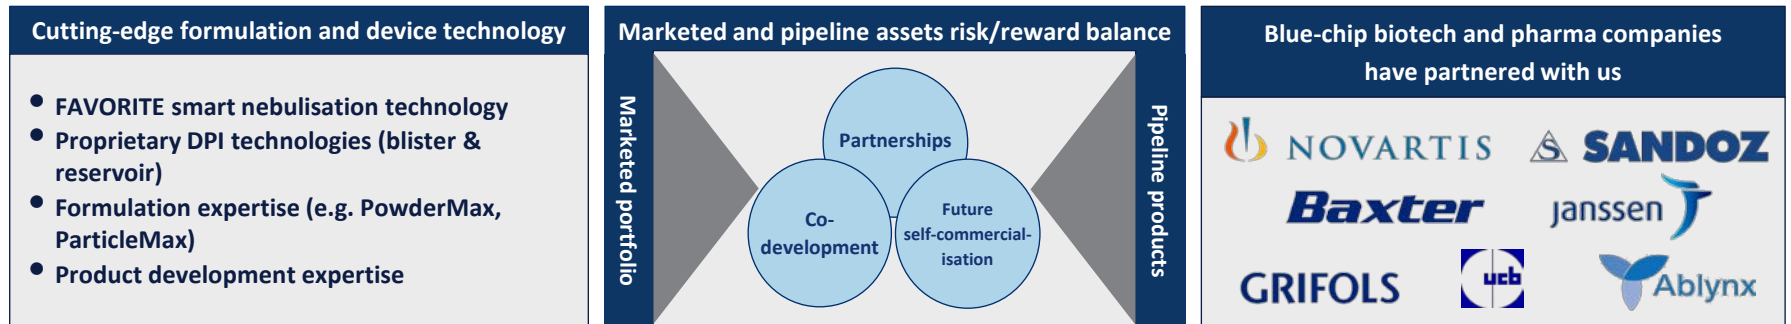 Cutting-edge formulation and device technology
• FAVORITE smart nebulisation technology
• Proprietary DPI technologies (blister &
reservoir)
• Formulation expertise (e.g. PowderMax,
ParticleMax)
• Product development expertise
Marketed and pipeline assets risk/reward balance
Marketed portfolio
Partnerships
Co-
development
Future
self-commercial-
isation
Pipeline products
Blue-chip biotech and pharma companies
have partnered with us
NOVARTIS
SANDOZ
Baxter
janssen
GRIFOLS
ucb
Ablynx